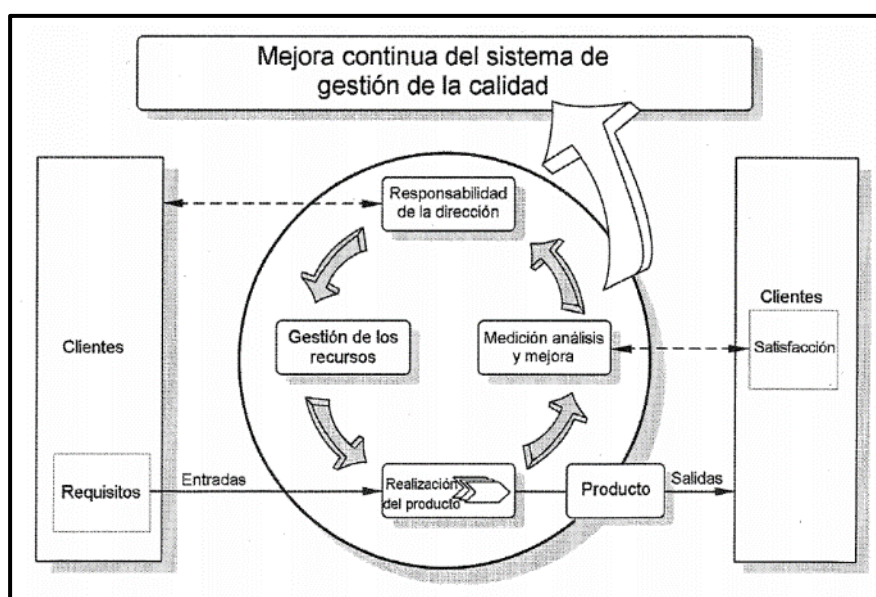 Mejora continua del sistema de
gestión de la calidad
Responsabilidad
de la dirección
Clientes
Gestión de los
recursos
Medición análisis
y mejora
Clientes
Satisfacción
Requisitos
Entradas
Realización
del producto
Producto
Salidas